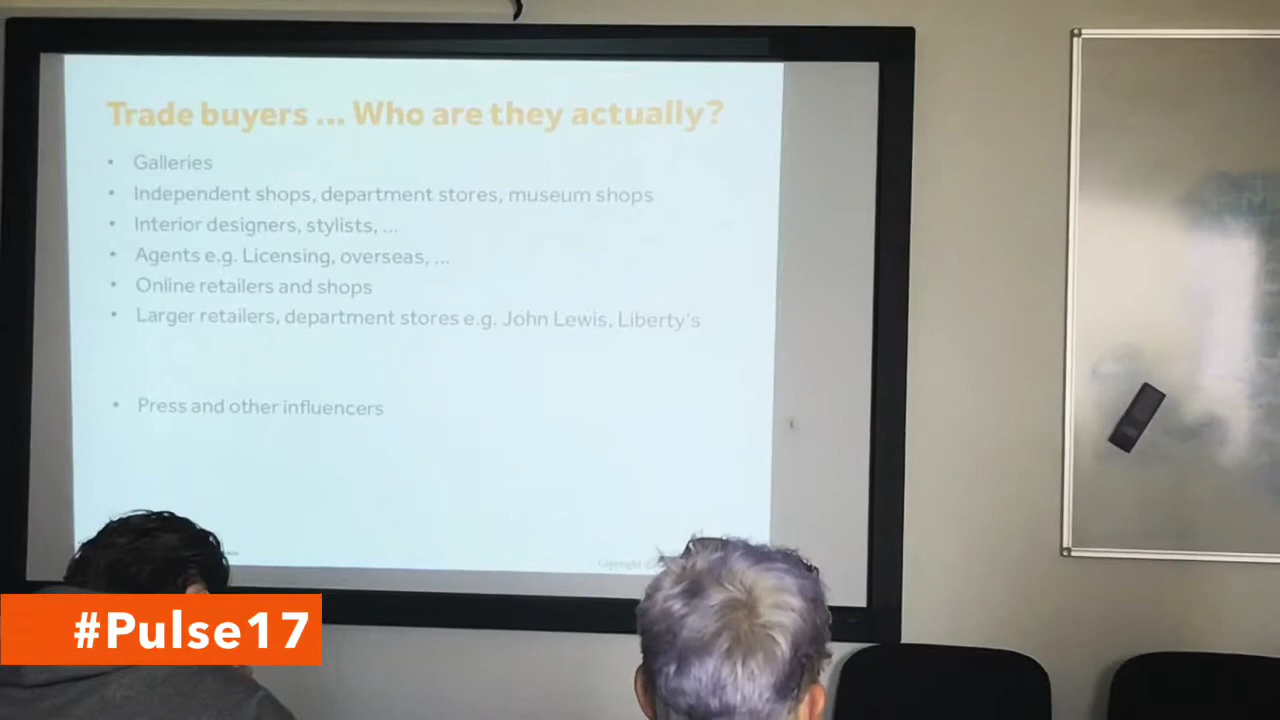 Trade buyers ... Who are they actually?
• Galleries
• Independent shops, department stores, museum shops
• Interior designers, stylists, ...
• Agents e.g. Licensing, overseas, ...
• Online retailers and shops
• Larger retailers, department stores e.g. John Lewis, Liberty's
• Press and other influencers
Copyright
#Pulse17